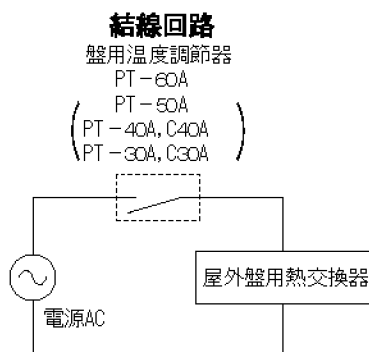 結線回路
盤用温度調節器
PT－60A
PT－50A
PT－40A,C40A
PT－30A,C30A
屋外盤用熱交換器
電源AC